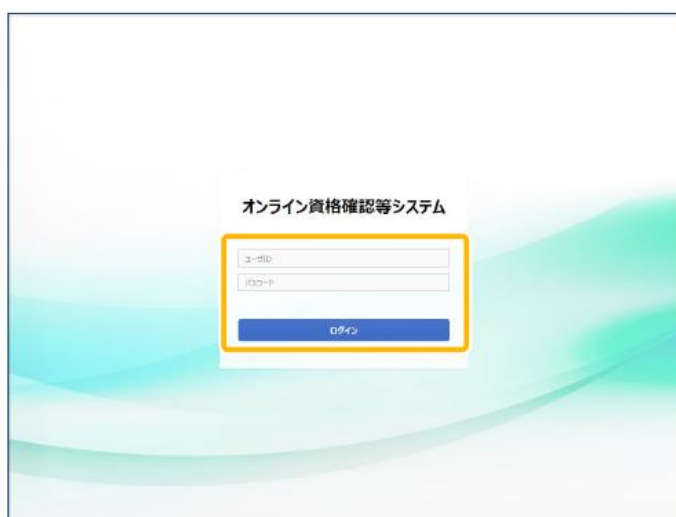 オンライン資格確認等システム
ユーザID
パスワード
ログイン